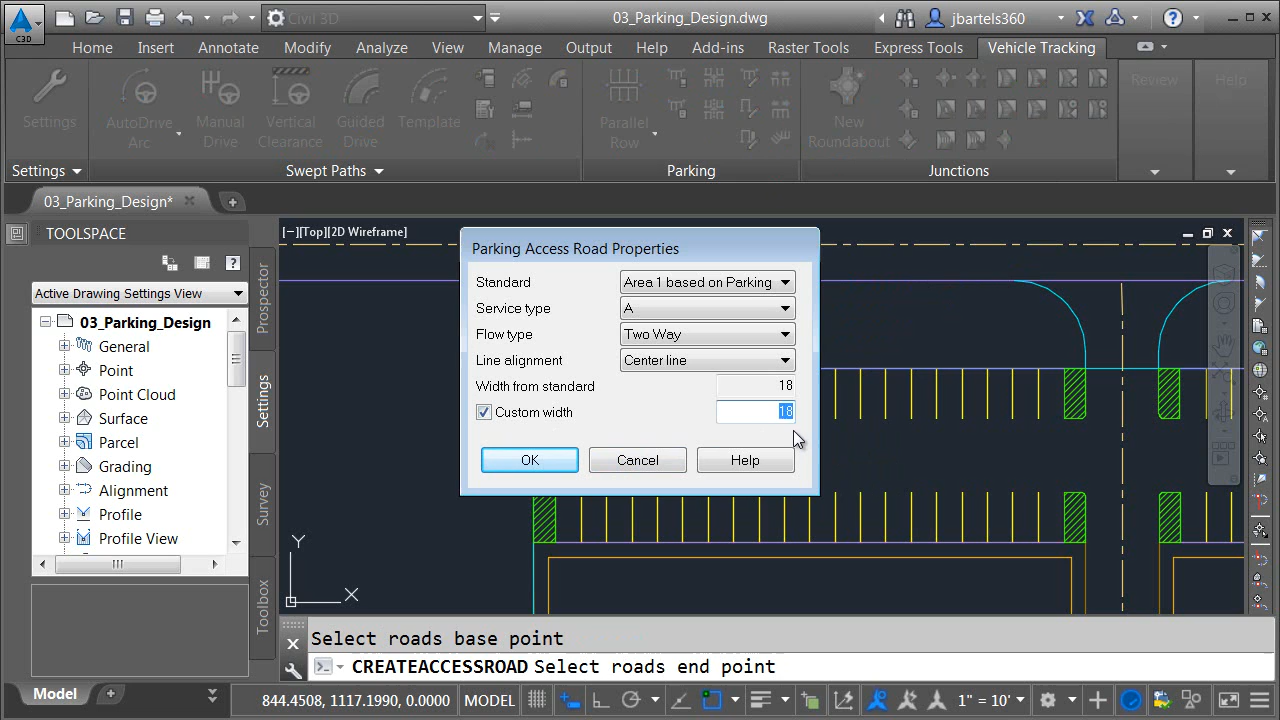 C3D
Civil 3D
03_Parking_Design.dwg
jbartels360
Home Insert Annotate Modify Analyze View Manage Output Help Add-ins Raster Tools Express Tools Vehicle Tracking
Settings
AutoDrive Arc
Manual Drive
Vertical Clearance
Guided Drive
Template
Parallel Row
New Roundabout
Review
Help
Settings Swept Paths Parking Junctions
03_Parking_Design*
TOOLSPACE
Active Drawing Settings View
03_Parking_Design
General
Point
Point Cloud
Surface
Parcel
Grading
Alignment
Profile
Profile View
Prospector
Settings
Survey
Toolbox
[−][Top][2D Wireframe]
Parking Access Road Properties
Standard Area 1 based on Parking
Service type A
Flow type Two Way
Line alignment Center line
Width from standard 18
Custom width 18
OK Cancel Help
Y
X
Select roads base point
CREATEACCESSROAD Select roads end point
Model
844.4508, 1117.1990, 0.0000 MODEL 1" = 10'